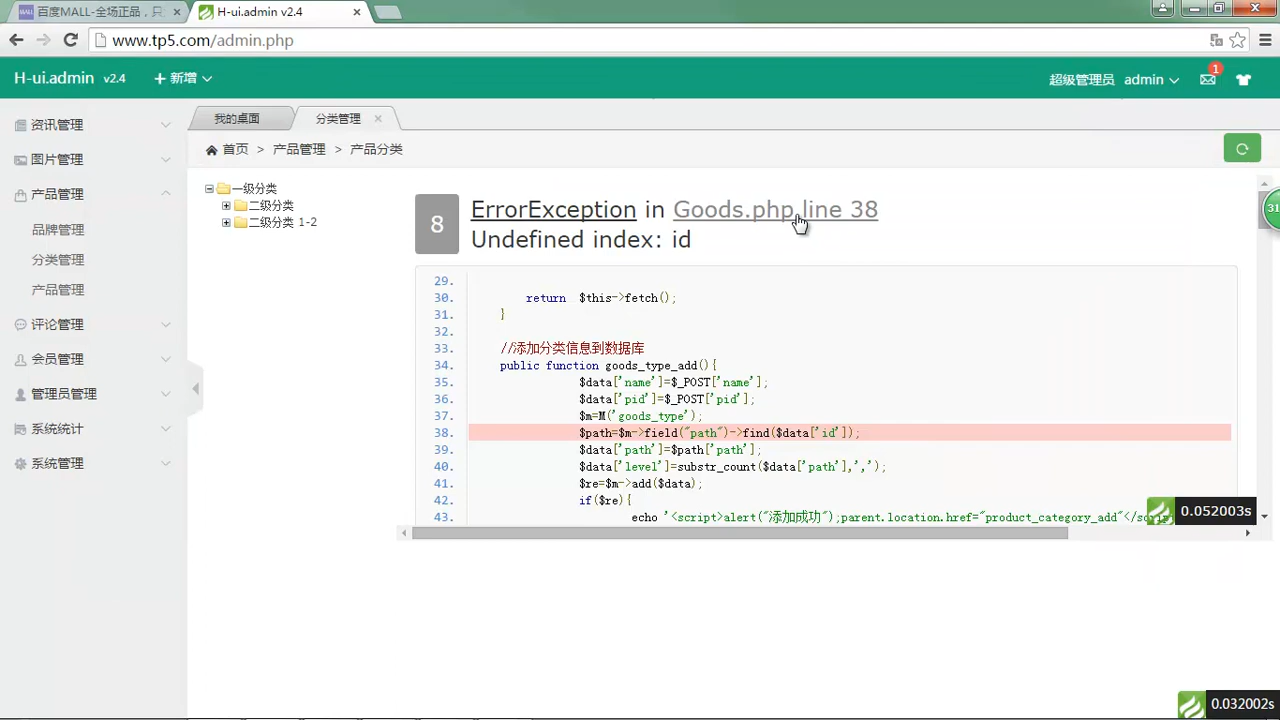 百度MALL-全场正品，只
H-ui.admin v2.4
www.tp5.com/admin.php
H-ui.admin v2.4
新增
超级管理员 admin
1
资讯管理
图片管理
产品管理
品牌管理
分类管理
产品管理
评论管理
会员管理
管理员管理
系统统计
系统管理
我的桌面
分类管理
首页 > 产品管理 > 产品分类
一级分类
二级分类
二级分类 1-2
31
8
ErrorException in Goods.php line 38
Undefined index: id
29.
30. return $this->fetch();
31. }
32.
33. //添加分类信息到数据库
34. public function goods_type_add(){
35. $data['name']=$_POST['name'];
36. $data['pid']=$_POST['pid'];
37. $m=M('goods_type');
38. $path=$m->field("path")->find($data['id']);
39. $data['path']=$path['path'];
40. $data['level']=substr_count($data['path'],',');
41. $re=$m->add($data);
42. if($re){
43. echo '<script>alert("添加成功");parent.location.href="product_category_add"</scrip
0.052003s
0.032002s